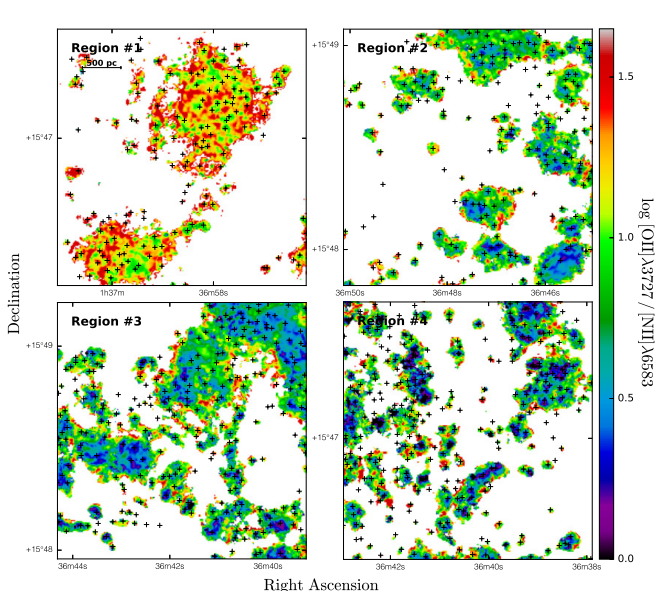 Region #1
500 pc
+15°47
1h37m
36m58s
Region #2
+15°49
+15°48
36m50s
36m48s
36m46s
Region #3
+15°49
+15°48
36m44s
36m42s
36m40s
Region #4
+15°47
36m42s
36m40s
36m38s
1.5
1.0
0.5
0.0
log [OII]λ3727 / [NII]λ6583
Declination
Right Ascension